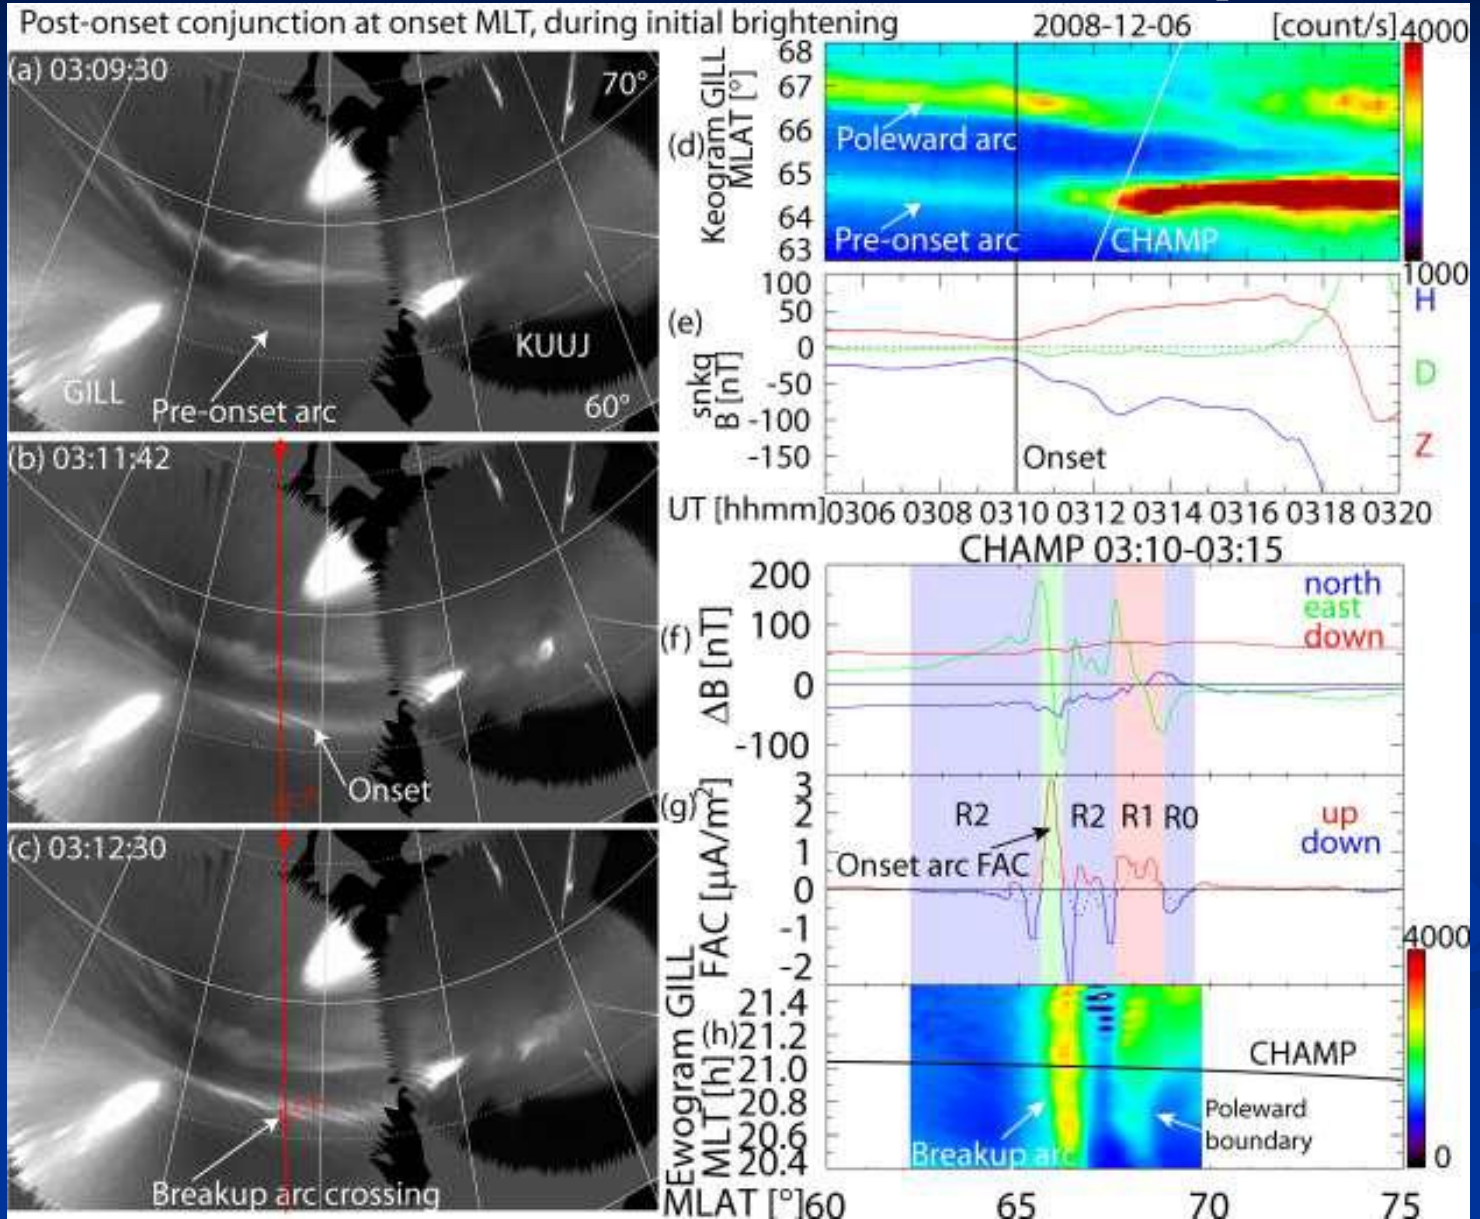 Post-onset conjunction at onset MLT, during initial brightening
2008-12-06
[count/s]
4000
(a) 03:09:30
70°
GILL
KUUJ
Pre-onset arc
60°
(b) 03:11:42
Onset
(c) 03:12:30
Breakup arc crossing
(d)
Keogram GILL
MLAT [°]
68
67
66
65
64
63
Poleward arc
Pre-onset arc
CHAMP
1000
(e)
snkq
B [nT]
100
50
0
-50
-100
-150
H
D
Z
Onset
UT [hhmm]
0306 0308 0310 0312 0314 0316 0318 0320
CHAMP 03:10-03:15
(f)
ΔB [nT]
200
100
0
-100
north
east
down
(g)
FAC [μA/m²]
3
2
2
1
0
-1
-2
R2
R2
R1
R0
up
down
Onset arc FAC
(h)
Ewogram GILL
MLT [h]
21.4
21.2
21.0
20.8
20.6
20.4
CHAMP
Breakup arc
Poleward
boundary
4000
0
MLAT [°]
60
65
70
75